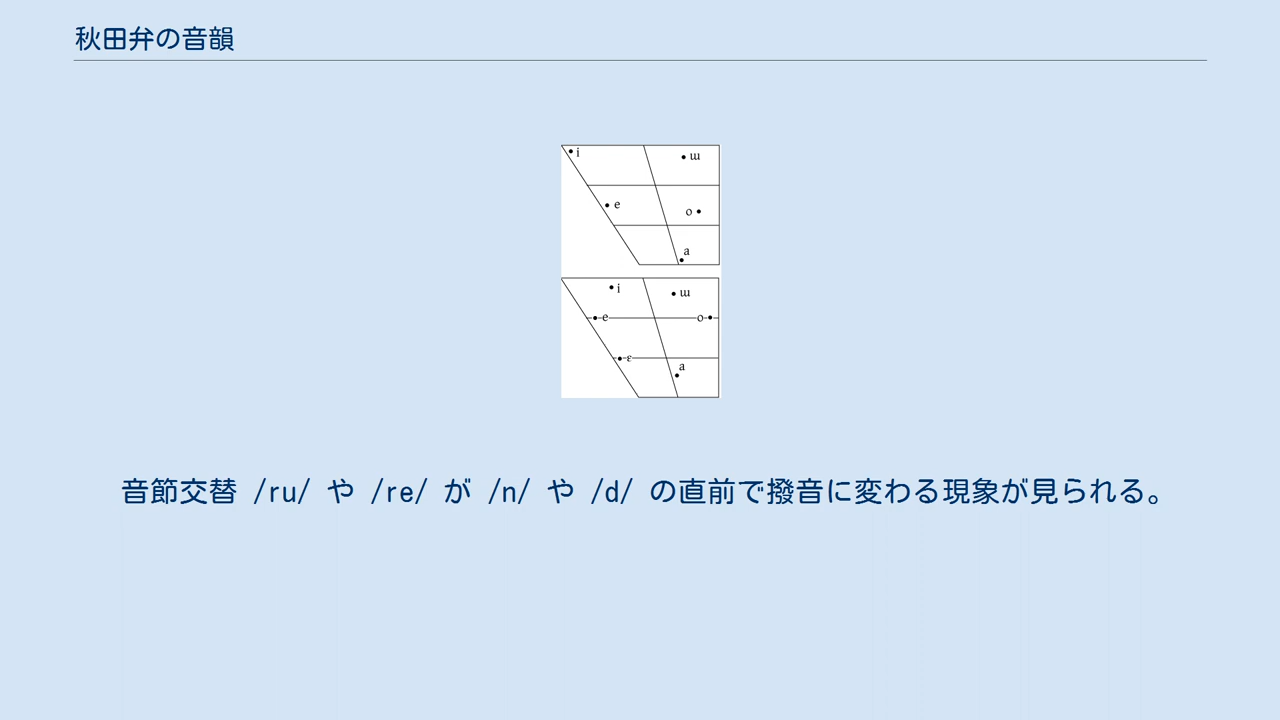 秋田弁の音韻
i ɯ
e o
a
i ɯ
e o
ɛ a
音節交替 /ru/ や /re/ が /n/ や /d/ の直前で撥音に変わる現象が見られる。